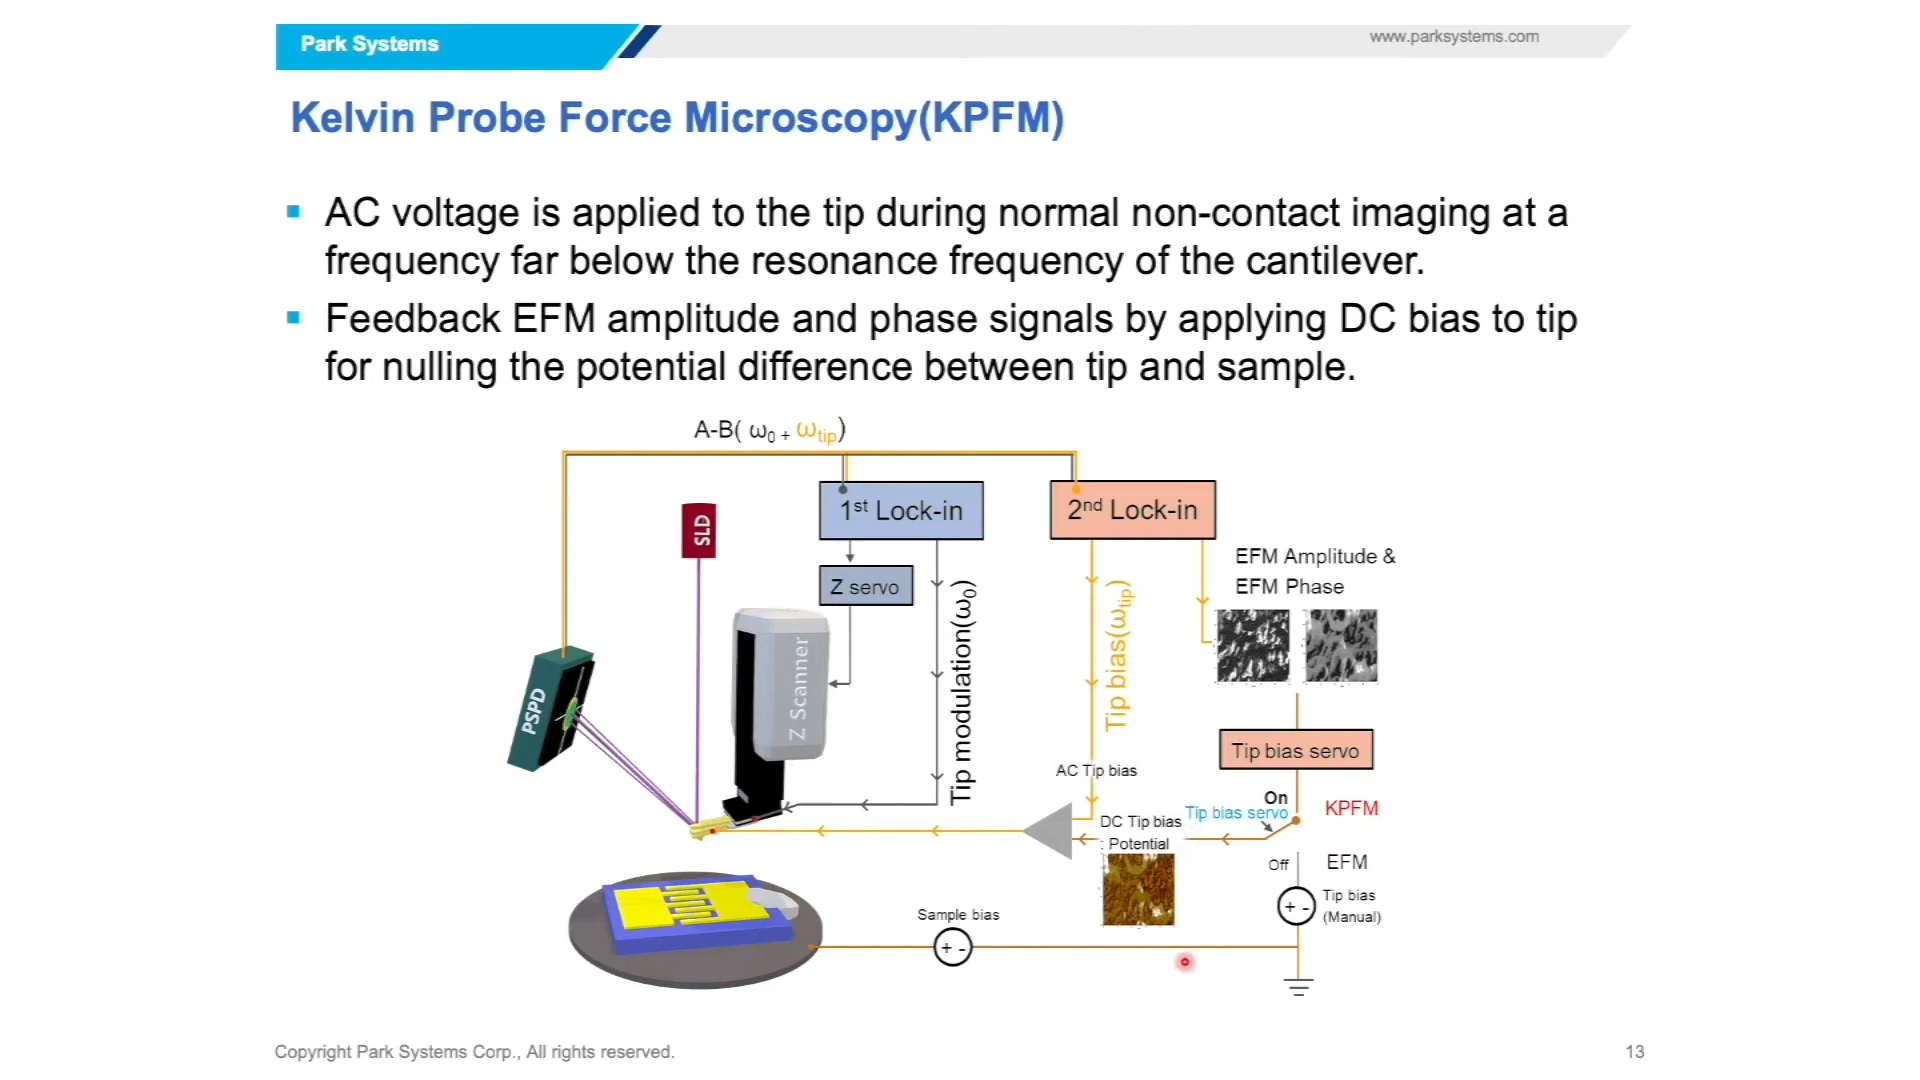 Park Systems
www.parksystems.com
Kelvin Probe Force Microscopy(KPFM)
AC voltage is applied to the tip during normal non-contact imaging at a
frequency far below the resonance frequency of the cantilever.
Feedback EFM amplitude and phase signals by applying DC bias to tip
for nulling the potential difference between tip and sample.
A-B( ω0 + ωtip)
1st Lock-in
2nd Lock-in
SLD
EFM Amplitude &
EFM Phase
Z servo
Z Scanner
Tip modulation(ω0)
Tip bias(ωtip)
PSPD
Tip bias servo
AC Tip bias
On
Tip bias servo
KPFM
DC Tip bias
: Potential
Off
EFM
Tip bias
(Manual)
+ -
Sample bias
+ -
Copyright Park Systems Corp., All rights reserved.
13